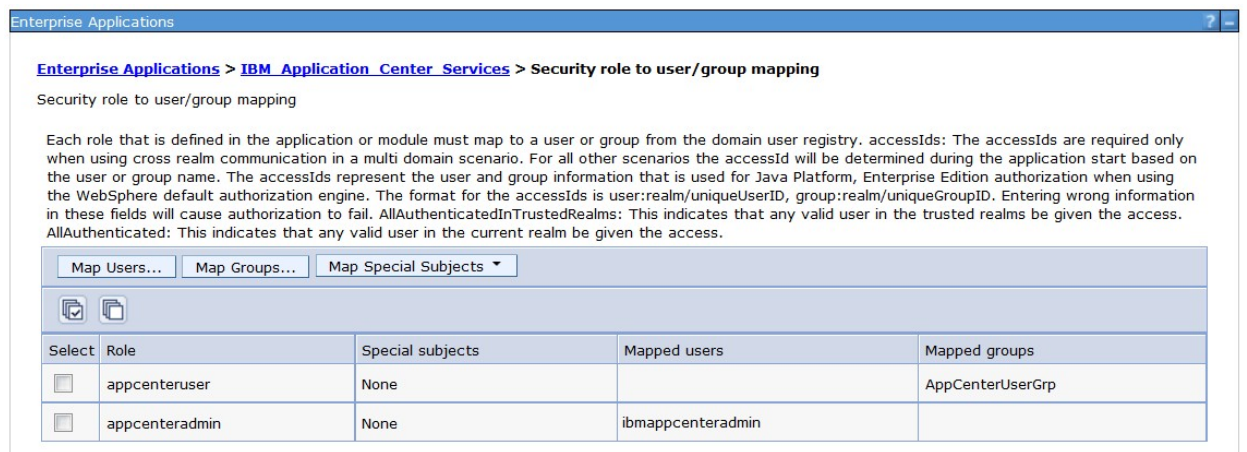 Enterprise Applications ? -
Enterprise Applications > IBM_Application_Center_Services > Security role to user/group mapping
Security role to user/group mapping
Each role that is defined in the application or module must map to a user or group from the domain user registry. accessIds: The accessIds are required only
when using cross realm communication in a multi domain scenario. For all other scenarios the accessId will be determined during the application start based on
the user or group name. The accessIds represent the user and group information that is used for Java Platform, Enterprise Edition authorization when using
the WebSphere default authorization engine. The format for the accessIds is user:realm/uniqueUserID, group:realm/uniqueGroupID. Entering wrong information
in these fields will cause authorization to fail. AllAuthenticatedInTrustedRealms: This indicates that any valid user in the trusted realms be given the access.
AllAuthenticated: This indicates that any valid user in the current realm be given the access.
Map Users... Map Groups... Map Special Subjects
Select Role Special subjects Mapped users Mapped groups
appcenteruser None AppCenterUserGrp
appcenteradmin None ibmappcenteradmin